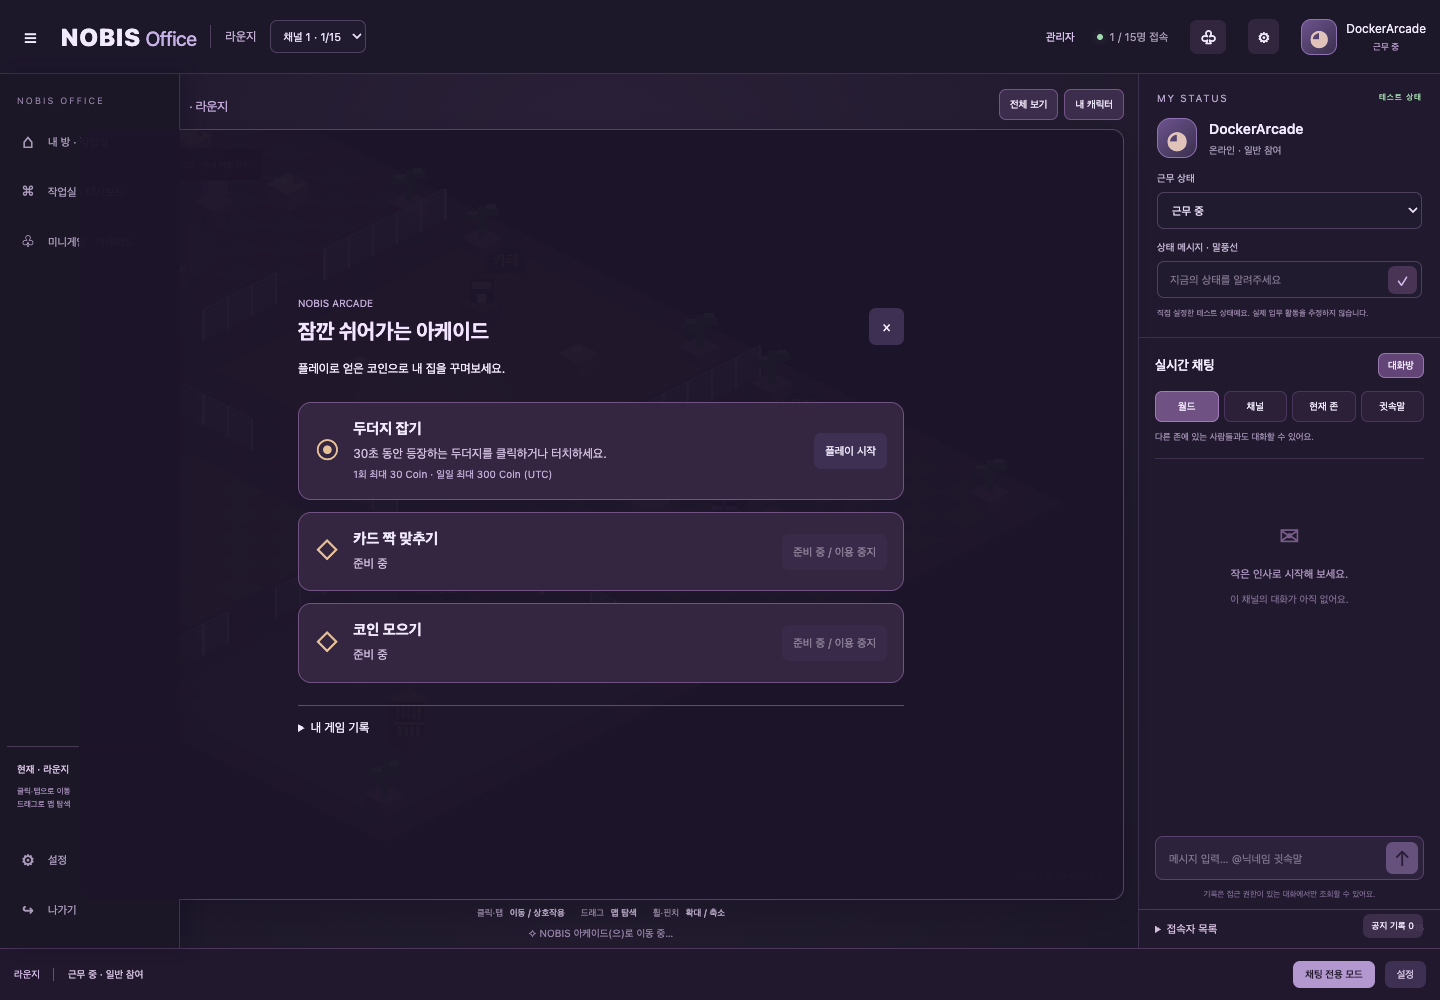 NOBIS Office
라운지
채널 1 · 1/15
관리자
1 / 15명 접속
DockerArcade
근무 중
NOBIS OFFICE
내 방 ·
작업실
미니게임
현재 · 라운지
클릭·탭으로 이동
드래그로 맵 탐색
설정
나가기
· 라운지
전체 보기
내 캐릭터
NOBIS ARCADE
잠깐 쉬어가는 아케이드
×
플레이로 얻은 코인으로 내 집을 꾸며보세요.
두더지 잡기
30초 동안 등장하는 두더지를 클릭하거나 터치하세요.
1회 최대 30 Coin · 일일 최대 300 Coin (UTC)
플레이 시작
카드 짝 맞추기
준비 중
준비 중 / 이용 중지
코인 모으기
준비 중
준비 중 / 이용 중지
내 게임 기록
클릭·탭 이동 / 상호작용 드래그 맵 탐색 휠·핀치 확대 / 축소
NOBIS 아케이드(으)로 이동 중...
MY STATUS
테스트 상태
DockerArcade
온라인 · 일반 참여
근무 상태
근무 중
상태 메시지 · 말풍선
지금의 상태를 알려주세요
직접 설정한 테스트 상태예요. 실제 업무 활동을 추정하지 않습니다.
실시간 채팅
대화방
월드
채널
현재 존
귓속말
다른 존에 있는 사람들과도 대화할 수 있어요.
작은 인사로 시작해 보세요.
이 채널의 대화가 아직 없어요.
메시지 입력... @닉네임 귓속말
기록은 접근 권한이 있는 대화에서만 조회할 수 있어요.
접속자 목록
공지 기록 0
라운지
근무 중 · 일반 참여
채팅 전용 모드
설정